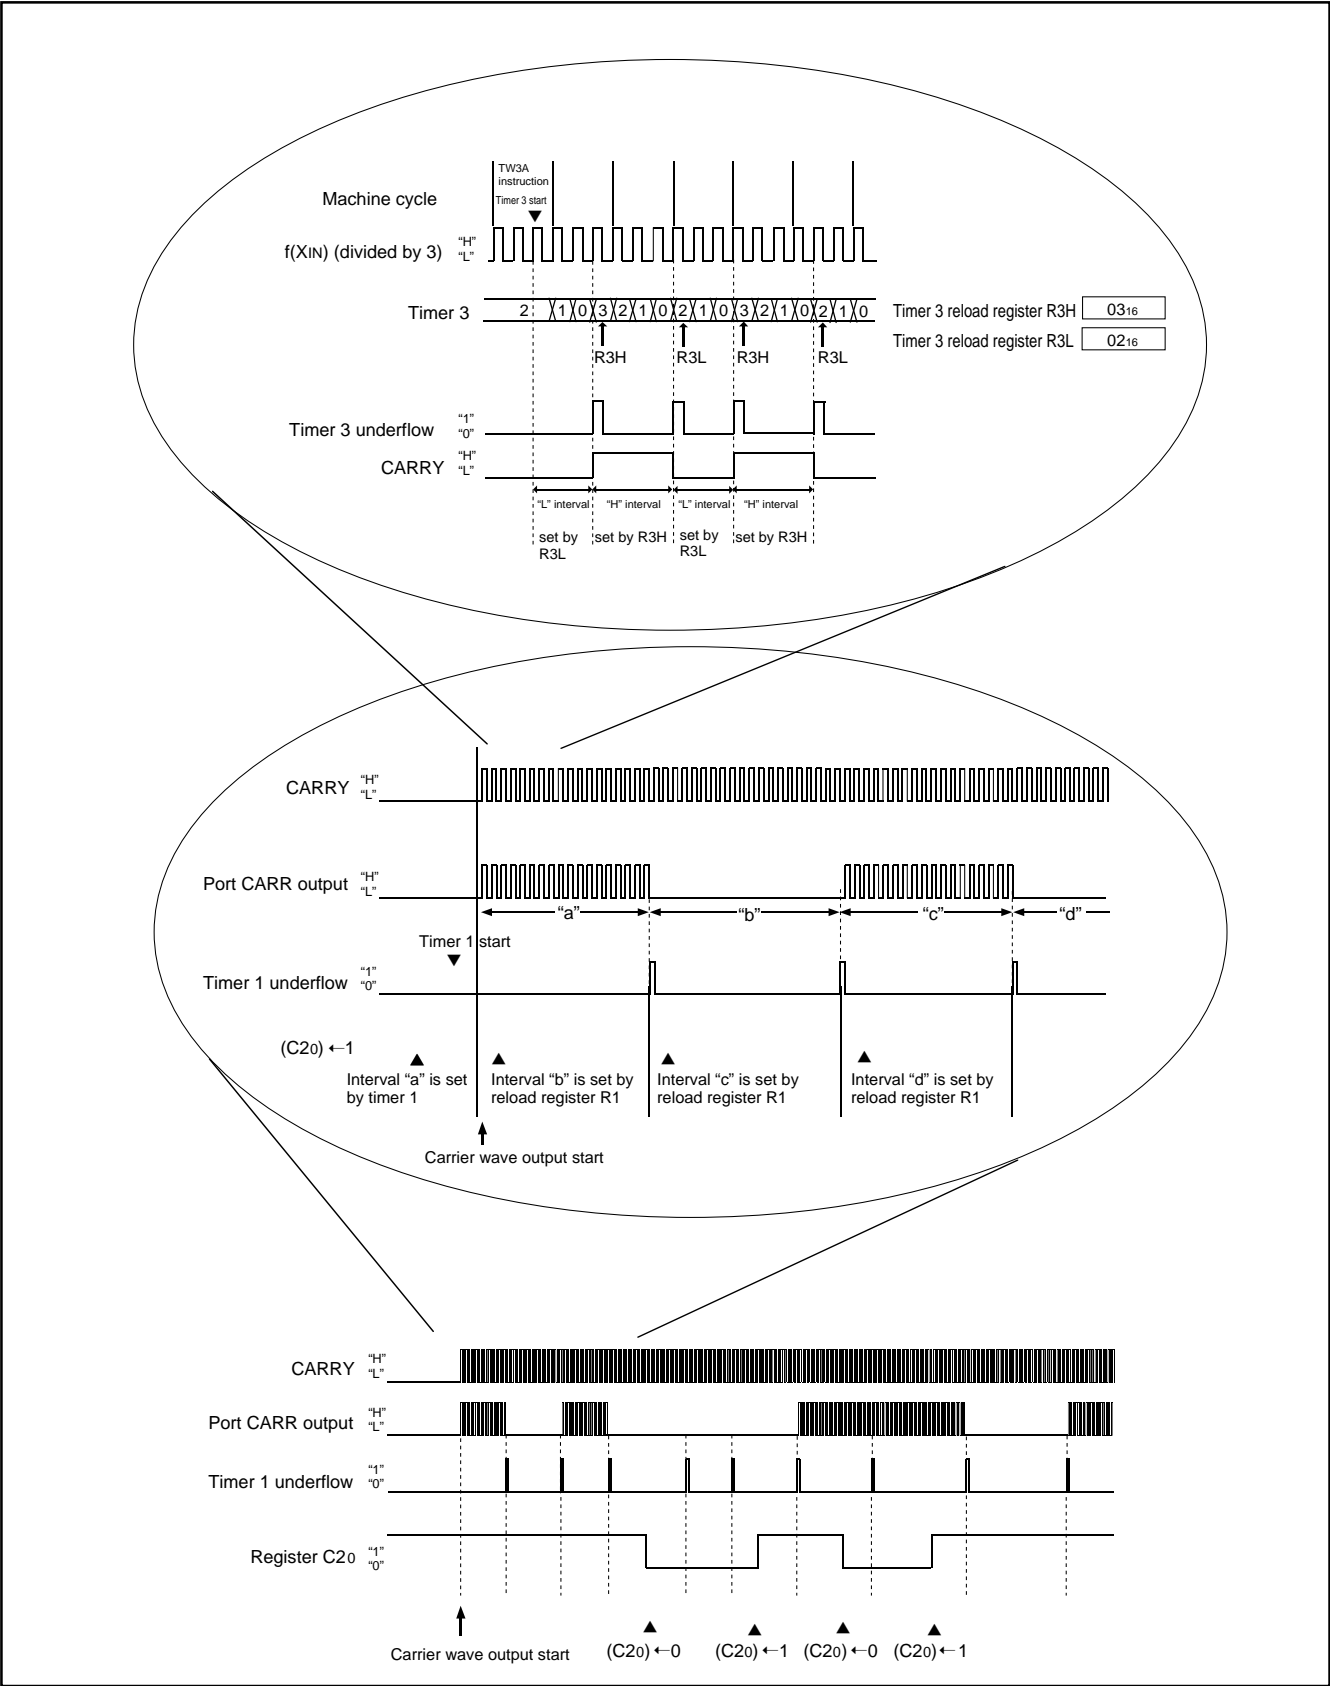 TW3A
instruction
Machine cycle
Timer 3 start
f(XIN) (divided by 3) “H”
“L”
Timer 3 2 1 0 3 2 1 0 2 1 0 3 2 1 0 2 1 0
Timer 3 reload register R3H 0316
Timer 3 reload register R3L 0216
R3H R3L R3H R3L
Timer 3 underflow “1”
“0”
CARRY “H”
“L”
“L” interval “H” interval “L” interval “H” interval
set by
R3L
set by R3H
set by
R3L
set by R3H
CARRY “H”
“L”
Port CARR output “H”
“L”
“a” “b” “c” “d”
Timer 1 start
Timer 1 underflow “1”
“0”
(C20) ←1
Interval “a” is set
by timer 1
Interval “b” is set by
reload register R1
Interval “c” is set by
reload register R1
Interval “d” is set by
reload register R1
Carrier wave output start
CARRY “H”
“L”
Port CARR output “H”
“L”
Timer 1 underflow “1”
“0”
Register C20 “1”
“0”
Carrier wave output start
(C20) ←0 (C20) ←1 (C20) ←0 (C20) ←1